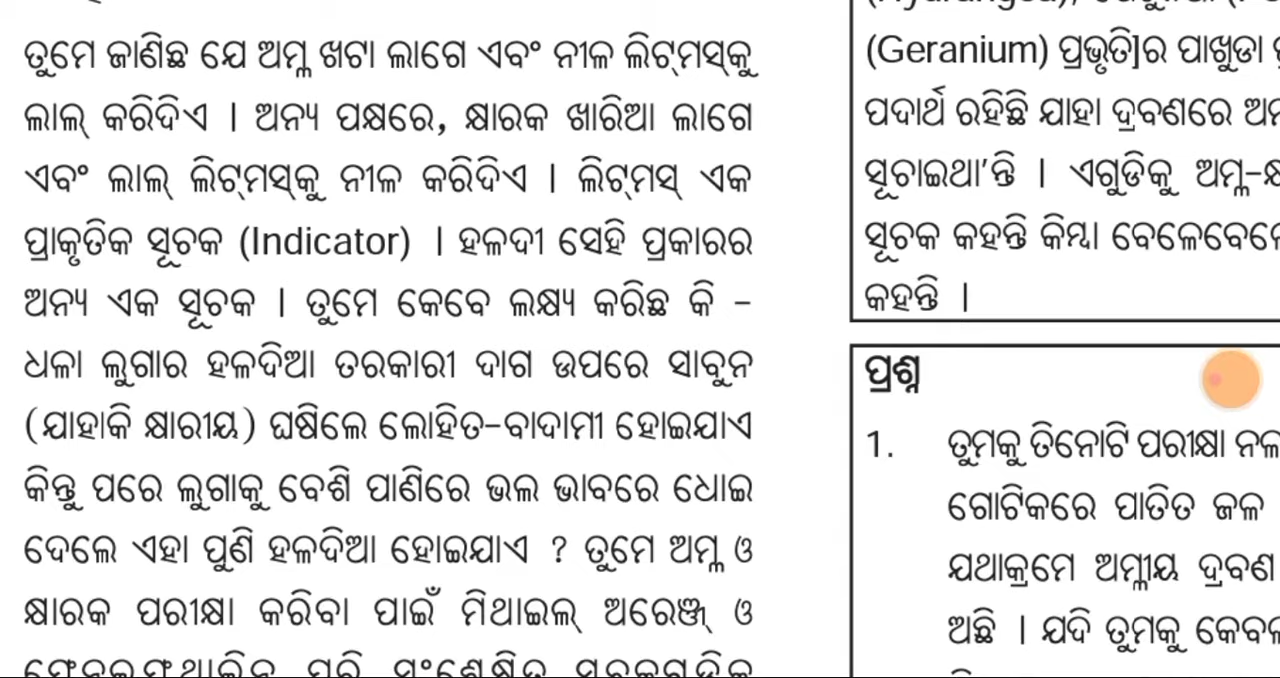 ତୁମେ ଜାଣିଛ ଯେ ଅମ୍ଳ ଖଟା ଲାଗେ ଏବଂ ନୀଳ ଲିଟ୍‌ମସ୍‌କୁ
ଲାଲ୍ କରିଦିଏ । ଅନ୍ୟ ପକ୍ଷରେ, କ୍ଷାରକ ଖାରିଆ ଲାଗେ
ଏବଂ ଲାଲ୍ ଲିଟ୍‌ମସ୍‌କୁ ନୀଳ କରିଦିଏ । ଲିଟ୍‌ମସ୍ ଏକ
ପ୍ରାକୃତିକ ସୂଚକ (Indicator) । ହଳଦୀ ସେହି ପ୍ରକାରର
ଅନ୍ୟ ଏକ ସୂଚକ । ତୁମେ କେବେ ଲକ୍ଷ୍ୟ କରିଛ କି –
ଧଳା ଲୁଗାର ହଳଦିଆ ତରକାରୀ ଦାଗ ଉପରେ ସାବୁନ
(ଯାହାକି କ୍ଷାରୀୟ) ଘଷିଲେ ଲୋହିତ-ବାଦାମୀ ହୋଇଯାଏ
କିନ୍ତୁ ପରେ ଲୁଗାକୁ ବେଶି ପାଣିରେ ଭଲ ଭାବରେ ଧୋଇ
ଦେଲେ ଏହା ପୁଣି ହଳଦିଆ ହୋଇଯାଏ ? ତୁମେ ଅମ୍ଳ ଓ
କ୍ଷାରକ ପରୀକ୍ଷା କରିବା ପାଇଁ ମିଥାଇଲ୍ ଅରେଞ୍ଜ୍ ଓ
(Geranium) ପ୍ରଭୃତି]ର ପାଖୁଡା
ପଦାର୍ଥ ରହିଛି ଯାହା ଦ୍ରବଣରେ
ସୂଚାଇଥା'ନ୍ତି । ଏଗୁଡିକୁ ଅମ୍ଳ-
ସୂଚକ କହନ୍ତି କିମ୍ବା
କହନ୍ତି ।
ପ୍ରଶ୍ନ
1. ତୁମକୁ ତିନୋଟି ପରୀକ୍ଷା
ଗୋଟିକରେ ପାତିତ ଜଳ
ଯଥାକ୍ରମେ ଅମ୍ଳୀୟ ଦ୍ରବଣ
ଅଛି । ଯଦି ତୁମକୁ